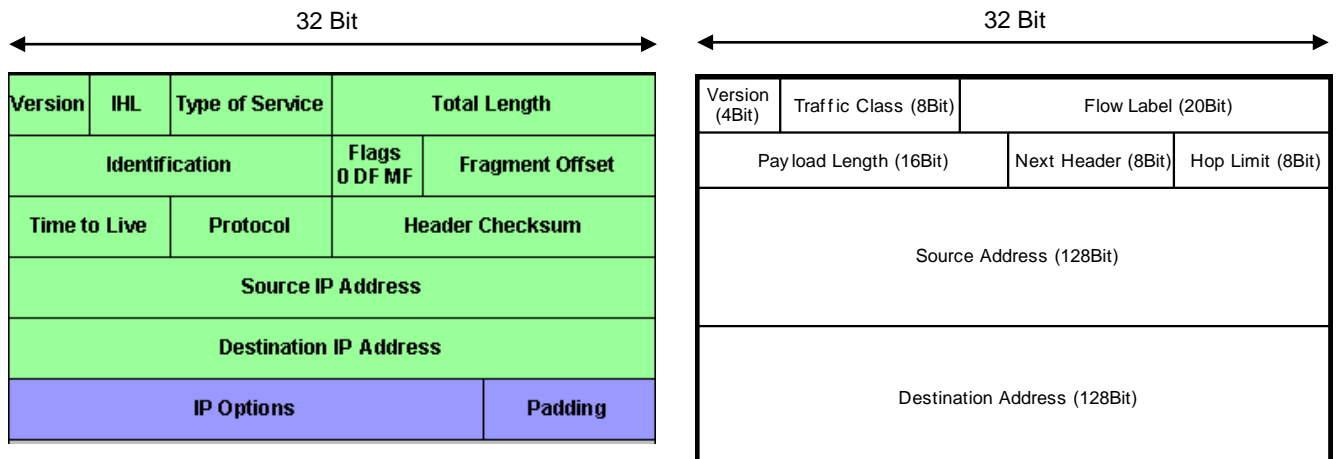 32 Bit
Version IHL Type of Service Total Length
Identification Flags 0 DF MF Fragment Offset
Time to Live Protocol Header Checksum
Source IP Address
Destination IP Address
IP Options Padding
32 Bit
Version (4Bit) Traffic Class (8Bit) Flow Label (20Bit)
Payload Length (16Bit) Next Header (8Bit) Hop Limit (8Bit)
Source Address (128Bit)
Destination Address (128Bit)